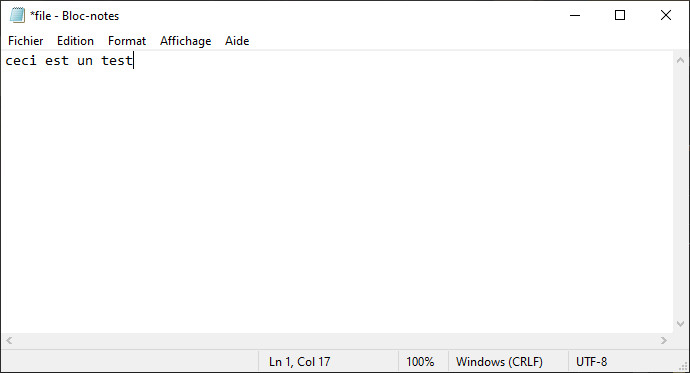 *file - Bloc-notes
Fichier Edition Format Affichage Aide
ceci est un test
Ln 1, Col 17 100% Windows (CRLF) UTF-8